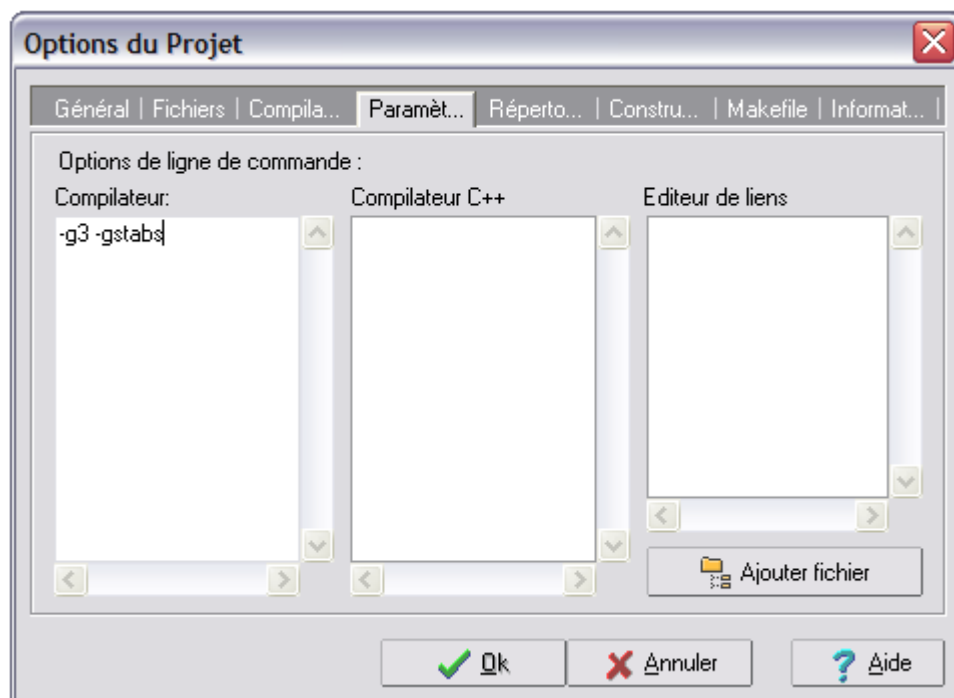 Options du Projet
Général | Fichiers | Compila... | Paramèt... | Réperto... | Constru... | Makefile | Informat... |
Options de ligne de commande :
Compilateur: Compilateur C++ Editeur de liens
-g3 -gstabs
Ajouter fichier
Ok Annuler Aide